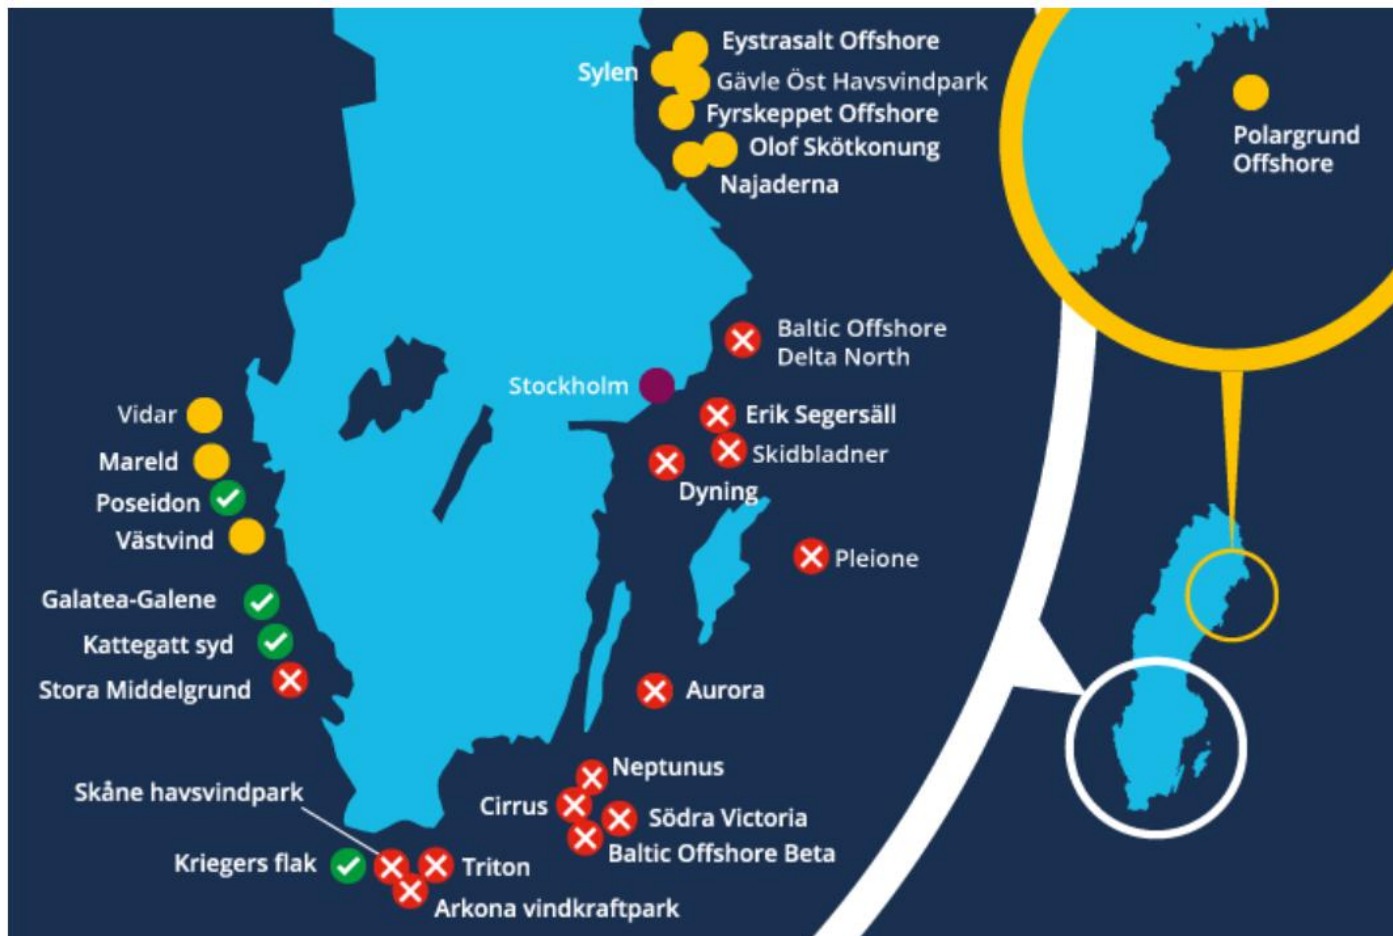 Eystrasalt Offshore
Sylen
Gävle Öst Havsvindpark
Fyrskeppet Offshore
Olof Skötkonung
Najaderna
Polargrund
Offshore
Baltic Offshore
Delta North
Stockholm
Erik Segersäll
Skidbladner
Dyning
Pleione
Vidar
Mareld
Poseidon
Västvind
Galatea-Galene
Kattegatt syd
Stora Middelgrund
Aurora
Neptunus
Cirrus
Södra Victoria
Baltic Offshore Beta
Skåne havsvindpark
Kriegers flak
Triton
Arkona vindkraftpark